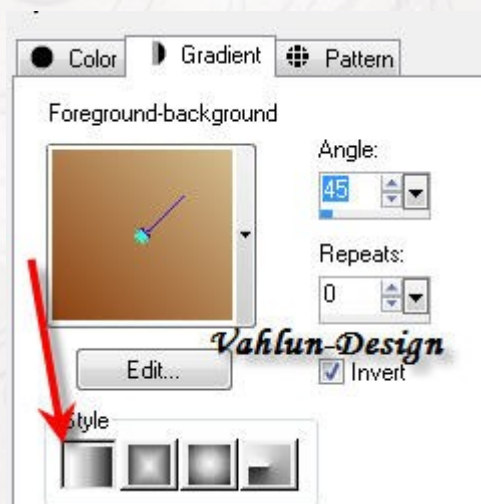 Color Gradient Pattern
Foreground-background
Angle:
45
Repeats:
0
Vahlun-Design
Edit...
Invert
Style